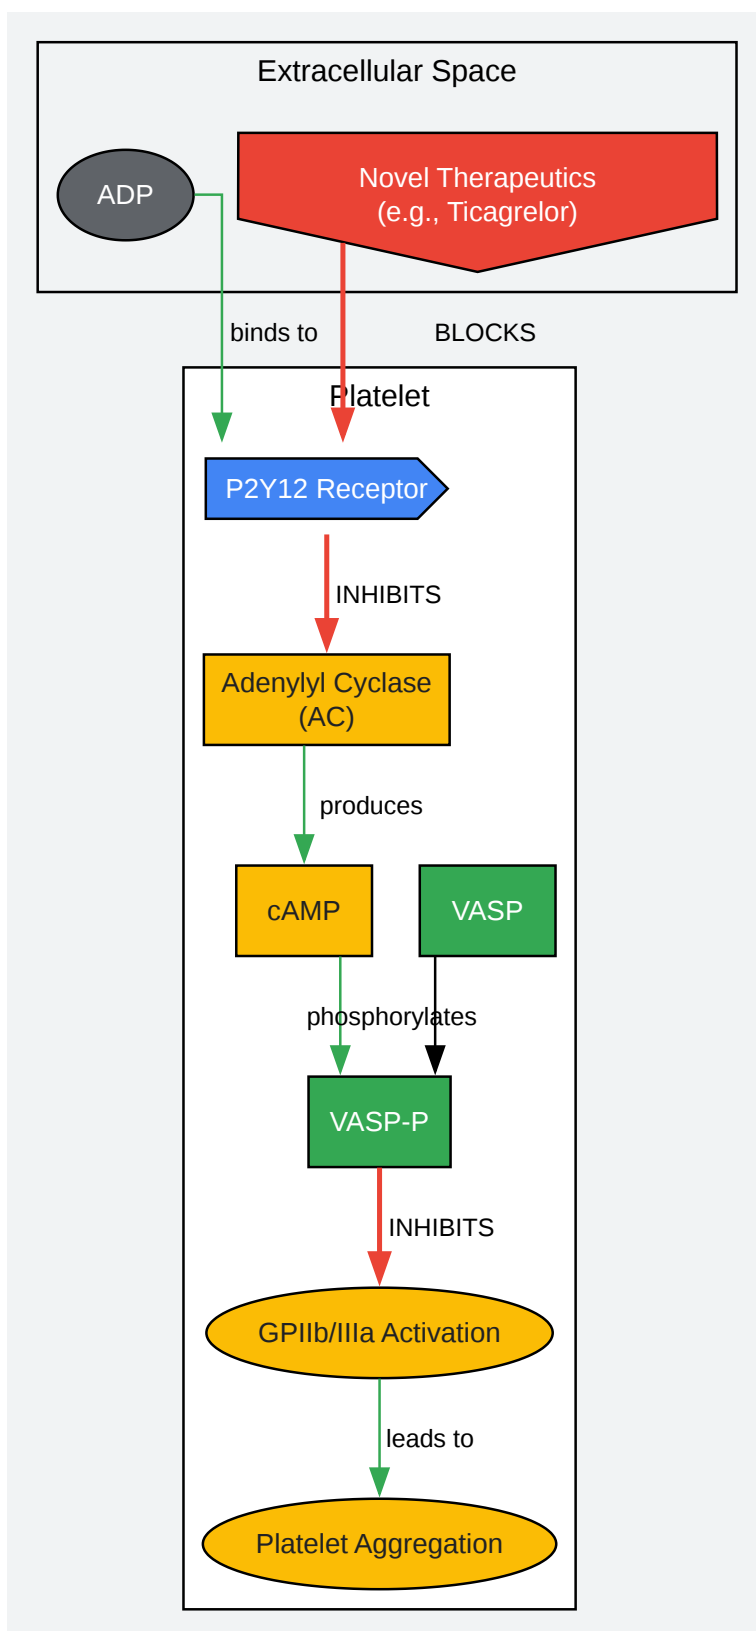 Extracellular Space
ADP
Novel Therapeutics
(e.g., Ticagrelor)
binds to
BLOCKS
Platelet
P2Y12 Receptor
INHIBITS
Adenylyl Cyclase
(AC)
produces
cAMP
VASP
phosphorylates
VASP-P
INHIBITS
GPIIb/IIIa Activation
leads to
Platelet Aggregation